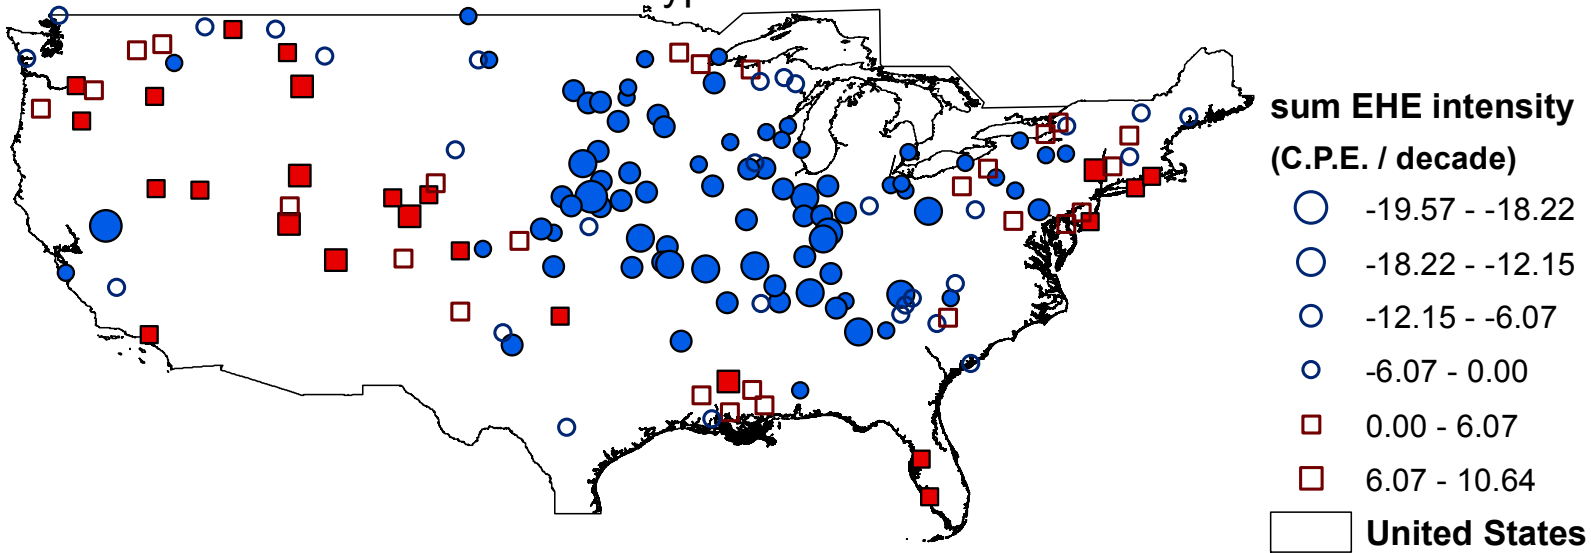 sum EHE intensity
(C.P.E. / decade)
-19.57 - -18.22
-18.22 - -12.15
-12.15 - -6.07
-6.07 - 0.00
0.00 - 6.07
6.07 - 10.64
United States